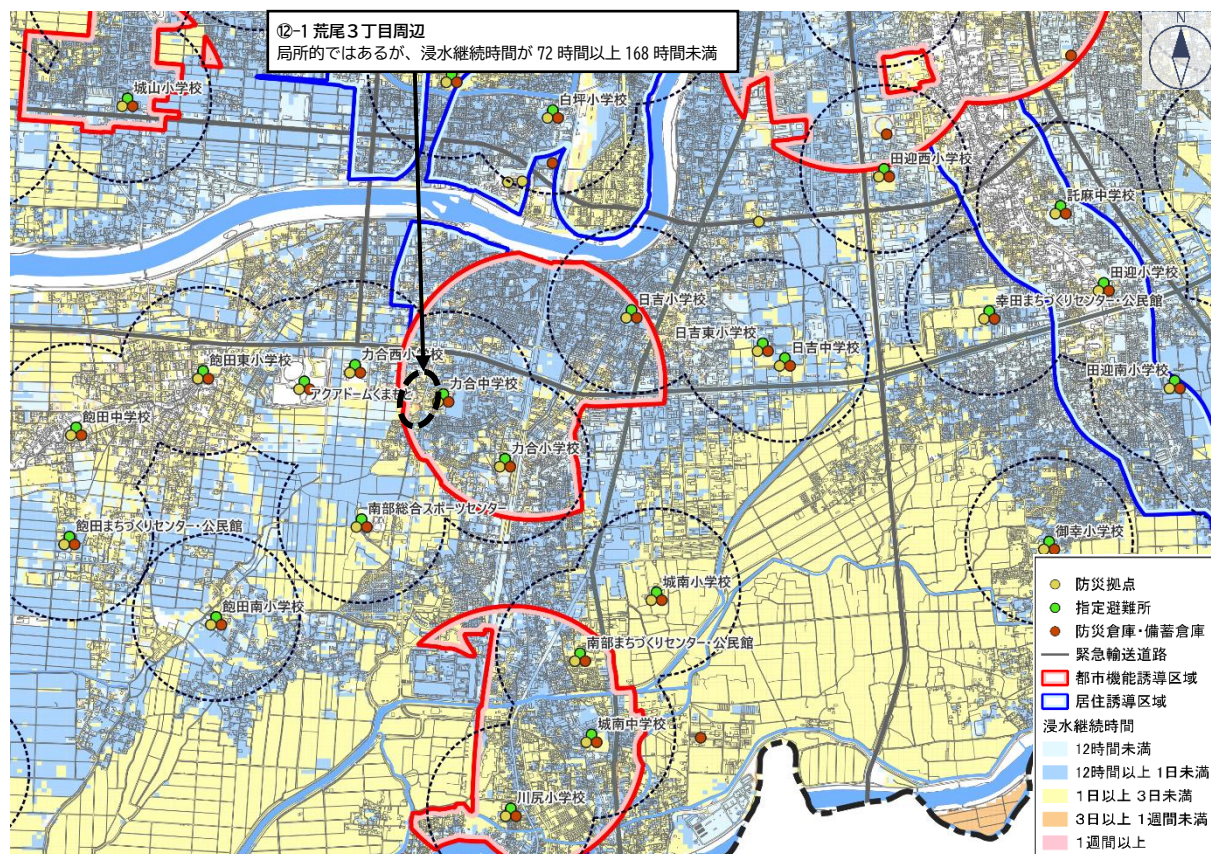 ⑫-1 荒尾3丁目周辺
局所的ではあるが、浸水継続時間が 72 時間以上 168 時間未満
N
城山小学校
白坪小学校
田迎西小学校
託麻中学校
田迎小学校
幸田まちづくりセンター・公民館
日吉小学校
日吉東小学校
日吉中学校
田迎南小学校
力合西小学校
飽田東小学校
アクアドームくまもと
力合中学校
飽田中学校
力合小学校
南部総合スポーツセンター
飽田まちづくりセンター・公民館
御幸小学校
飽田南小学校
城南小学校
南部まちづくりセンター・公民館
城南中学校
川尻小学校
防災拠点
指定避難所
防災倉庫・備蓄倉庫
緊急輸送道路
都市機能誘導区域
居住誘導区域
浸水継続時間
12時間未満
12時間以上 1日未満
1日以上 3日未満
3日以上 1週間未満
1週間以上